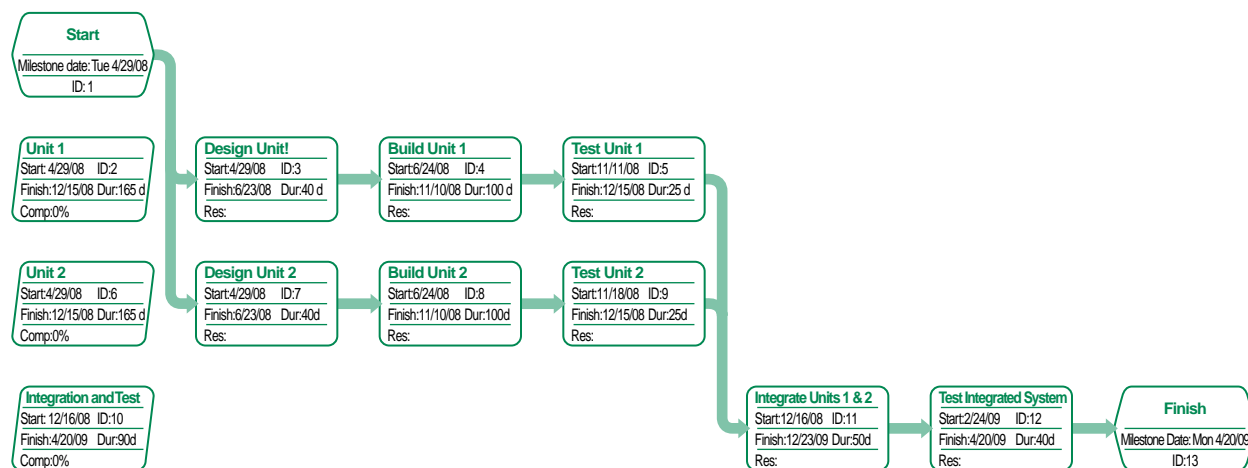 Start
Milestone date: Tue 4/29/08
ID: 1
Unit 1
Start: 4/29/08 ID:2
Finish:12/15/08 Dur:165 d
Comp:0%
Design Unit!
Start:4/29/08 ID:3
Finish:6/23/08 Dur:40 d
Res:
Build Unit 1
Start:6/24/08 ID:4
Finish:11/10/08 Dur:100 d
Res:
Test Unit 1
Start:11/11/08 ID:5
Finish:12/15/08 Dur:25 d
Res:
Unit 2
Start:4/29/08 ID:6
Finish:12/15/08 Dur:165 d
Comp:0%
Design Unit 2
Start:4/29/08 ID:7
Finish:6/23/08 Dur:40d
Res:
Build Unit 2
Start:6/24/08 ID:8
Finish:11/10/08 Dur:100d
Res:
Test Unit 2
Start:11/18/08 ID:9
Finish:12/15/08 Dur:25d
Res:
Integration and Test
Start: 12/16/08 ID:10
Finish:4/20/09 Dur:90d
Comp:0%
Integrate Units 1 & 2
Start:12/16/08 ID:11
Finish:12/23/09 Dur:50d
Res:
Test Integrated System
Start:2/24/09 ID:12
Finish:4/20/09 Dur:40d
Res:
Finish
Milestone Date: Mon 4/20/09
ID:13